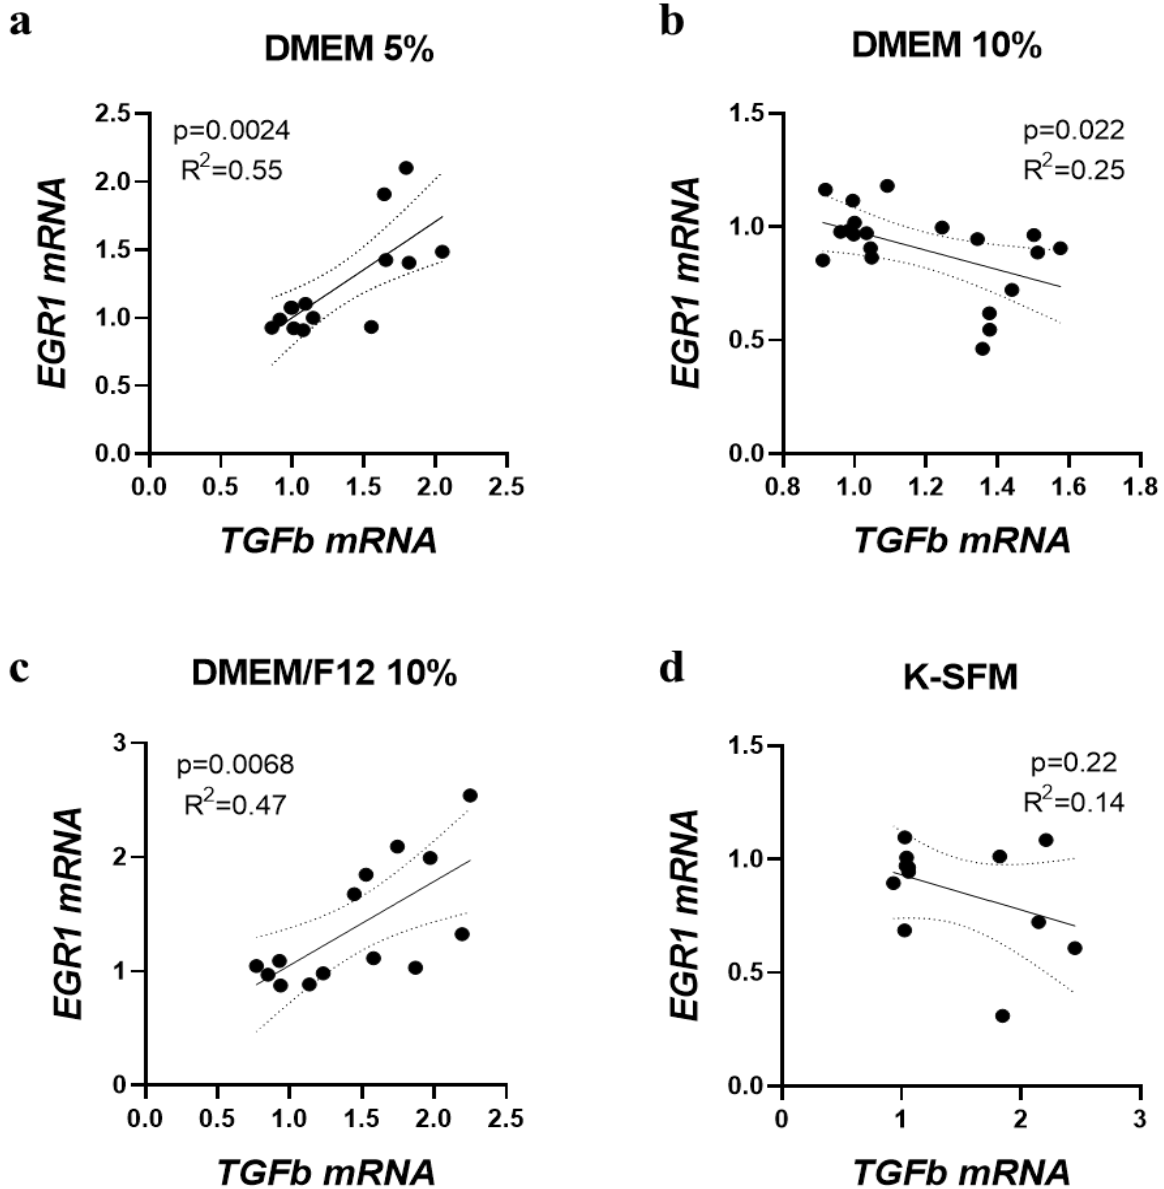 a
DMEM 5%
p=0.0024
R²=0.55
EGR1 mRNA
2.5
2.0
1.5
1.0
0.5
0.0
0.0 0.5 1.0 1.5 2.0 2.5
TGFb mRNA
b
DMEM 10%
p=0.022
R²=0.25
EGR1 mRNA
1.5
1.0
0.5
0.0
0.8 1.0 1.2 1.4 1.6 1.8
TGFb mRNA
c
DMEM/F12 10%
p=0.0068
R²=0.47
EGR1 mRNA
3
2
1
0
0.0 0.5 1.0 1.5 2.0 2.5
TGFb mRNA
d
K-SFM
p=0.22
R²=0.14
EGR1 mRNA
1.5
1.0
0.5
0.0
0 1 2 3
TGFb mRNA